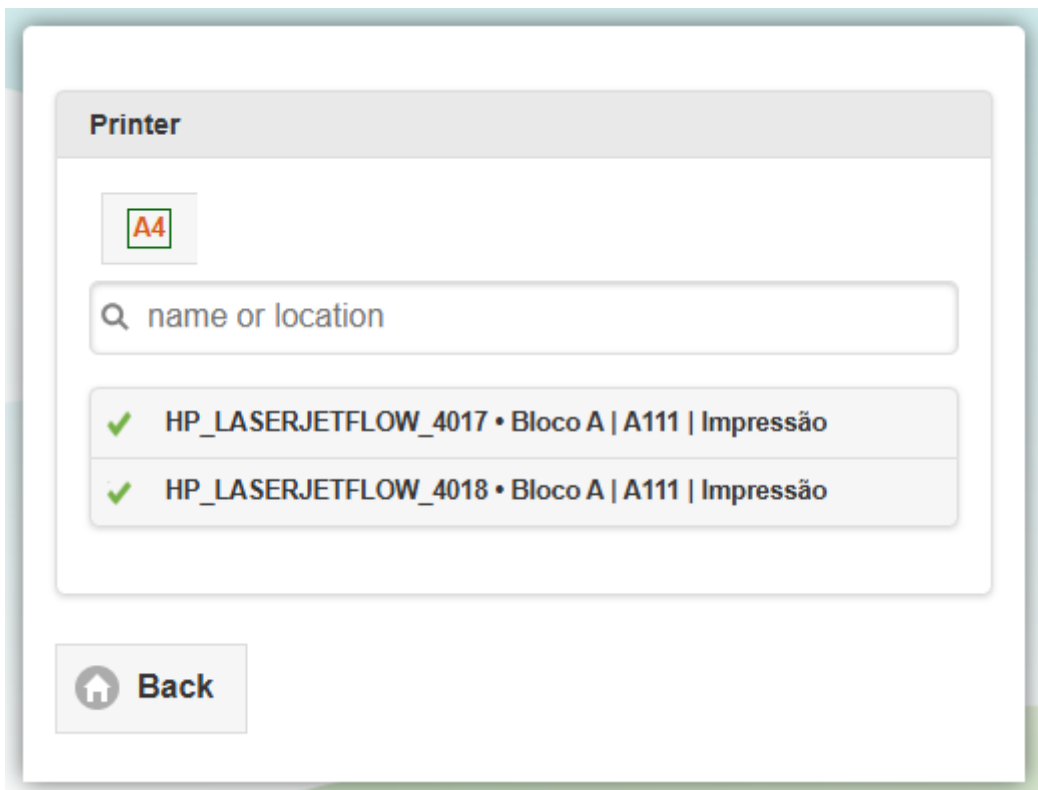 Printer
A4
name or location
HP_LASERJETFLOW_4017 • Bloco A | A111 | Impressão
HP_LASERJETFLOW_4018 • Bloco A | A111 | Impressão
Back